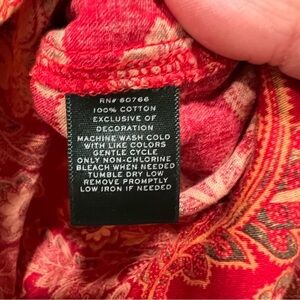 RN# 60766
100% COTTON
EXCLUSIVE OF
DECORATION
MACHINE WASH COLD
WITH LIKE COLORS
GENTLE CYCLE
ONLY NON-CHLORINE
BLEACH WHEN NEEDED
TUMBLE DRY LOW
REMOVE PROMPTLY
LOW IRON IF NEEDED